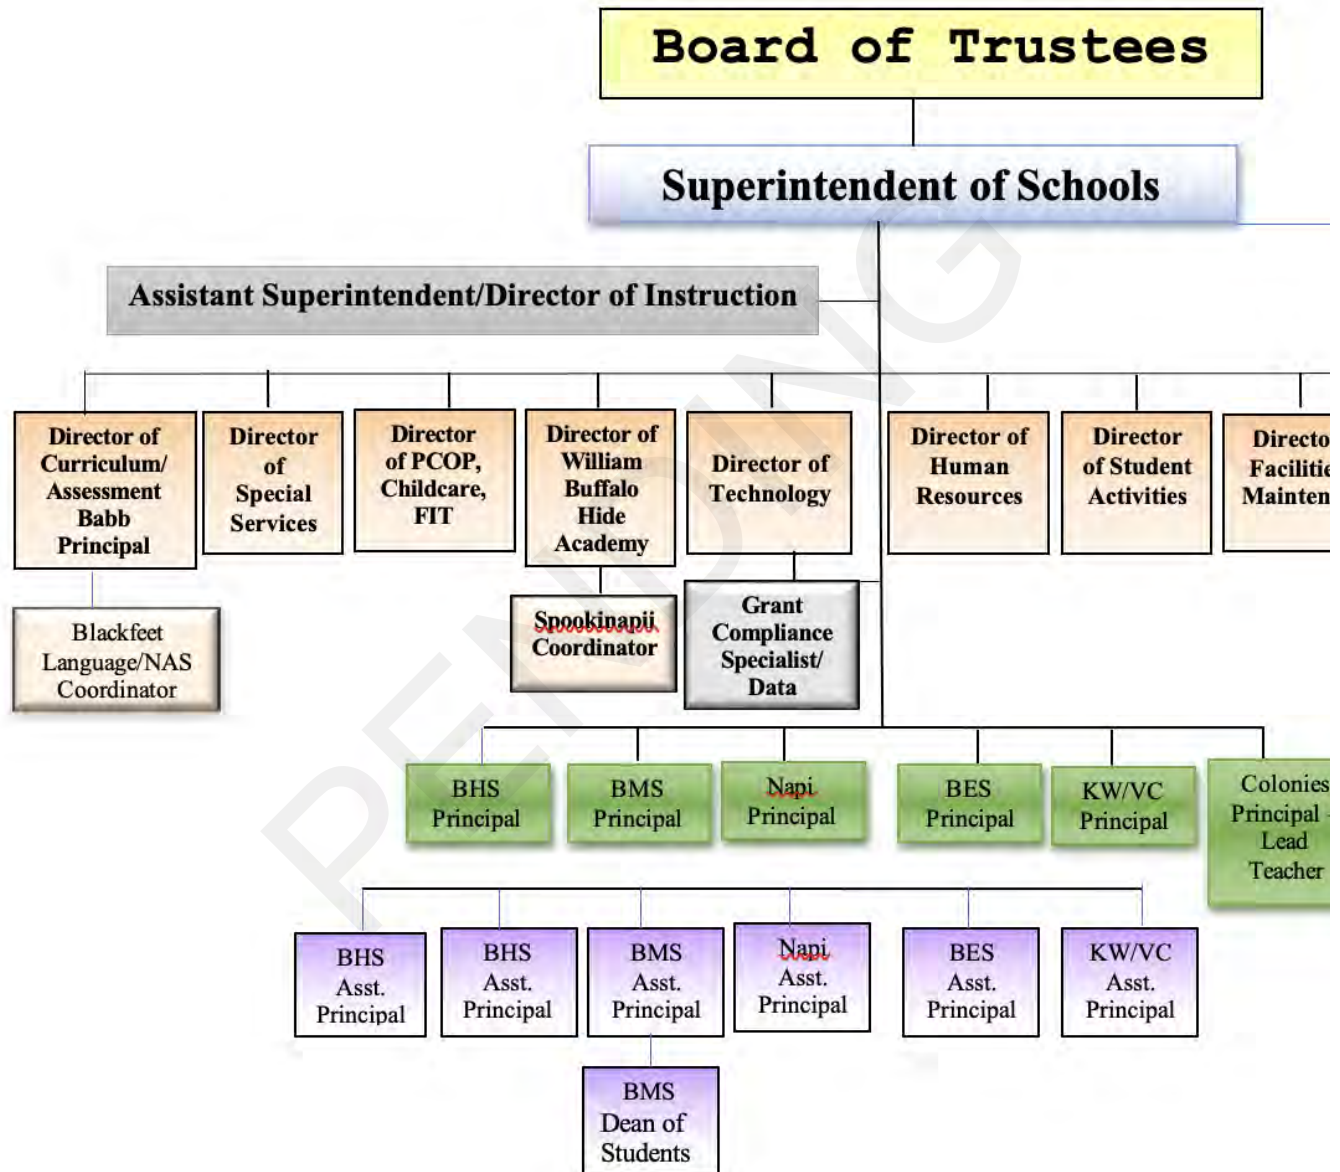 Board of Trustees
Superintendent of Schools
Assistant Superintendent/Director of Instruction
Director of
Curriculum/
Assessment
Babb
Principal
Director
of
Special
Services
Director
of PCOP,
Childcare,
FIT
Director of
William
Buffalo
Hide
Academy
Director of
Technology
Director of
Human
Resources
Director
of Student
Activities
Directo
Facilitie
Mainten
Blackfeet
Language/NAS
Coordinator
Spookinapii
Coordinator
Grant
Compliance
Specialist/
Data
BHS
Principal
BMS
Principal
Napi
Principal
BES
Principal
KW/VC
Principal
Colonies
Principal -
Lead
Teacher
BHS
Asst.
Principal
BHS
Asst.
Principal
BMS
Asst.
Principal
Napi
Asst.
Principal
BES
Asst.
Principal
KW/VC
Asst.
Principal
BMS
Dean of
Students
PENDING